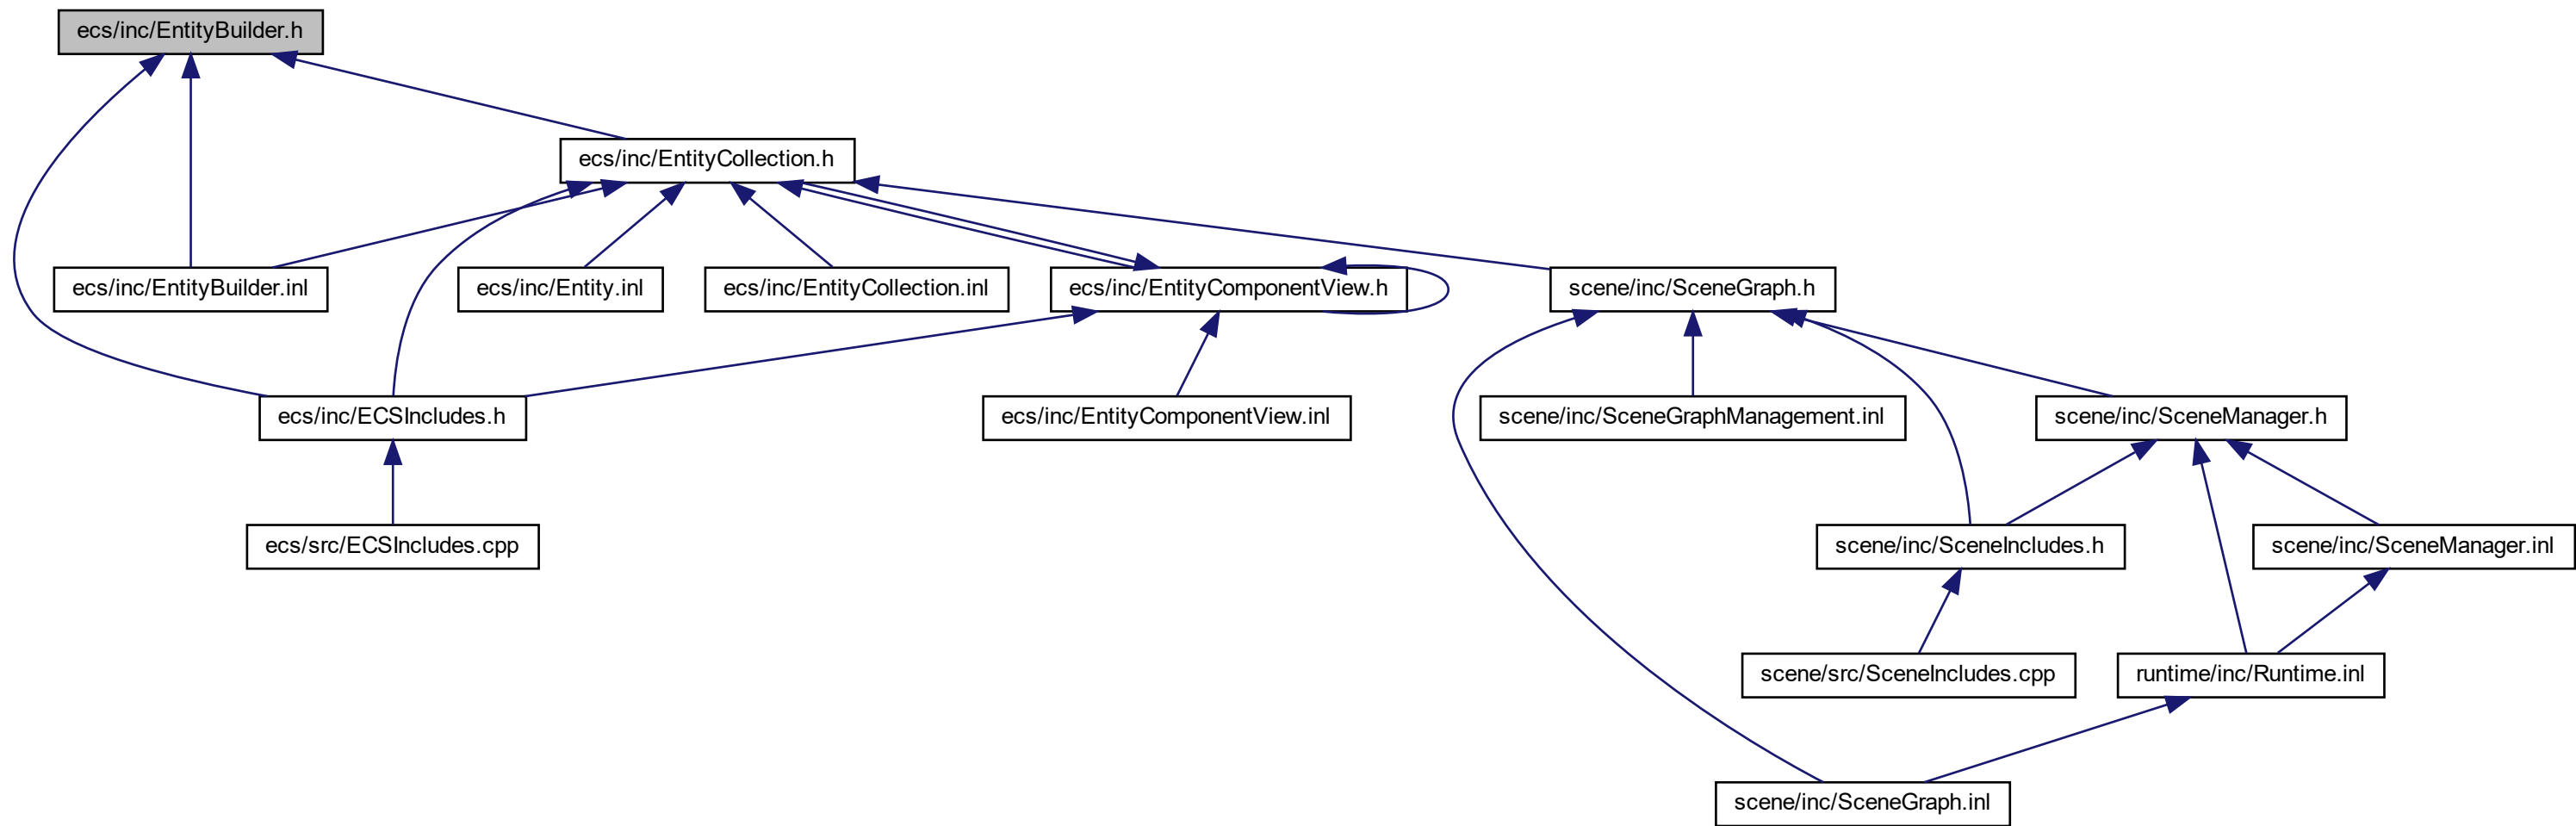 ecs/inc/EntityBuilder.h
ecs/inc/EntityCollection.h
ecs/inc/EntityBuilder.inl
ecs/inc/Entity.inl
ecs/inc/EntityCollection.inl
ecs/inc/EntityComponentView.h
scene/inc/SceneGraph.h
ecs/inc/ECSIncludes.h
ecs/inc/EntityComponentView.inl
scene/inc/SceneGraphManagement.inl
scene/inc/SceneManager.h
ecs/src/ECSIncludes.cpp
scene/inc/SceneIncludes.h
scene/inc/SceneManager.inl
scene/src/SceneIncludes.cpp
runtime/inc/Runtime.inl
scene/inc/SceneGraph.inl